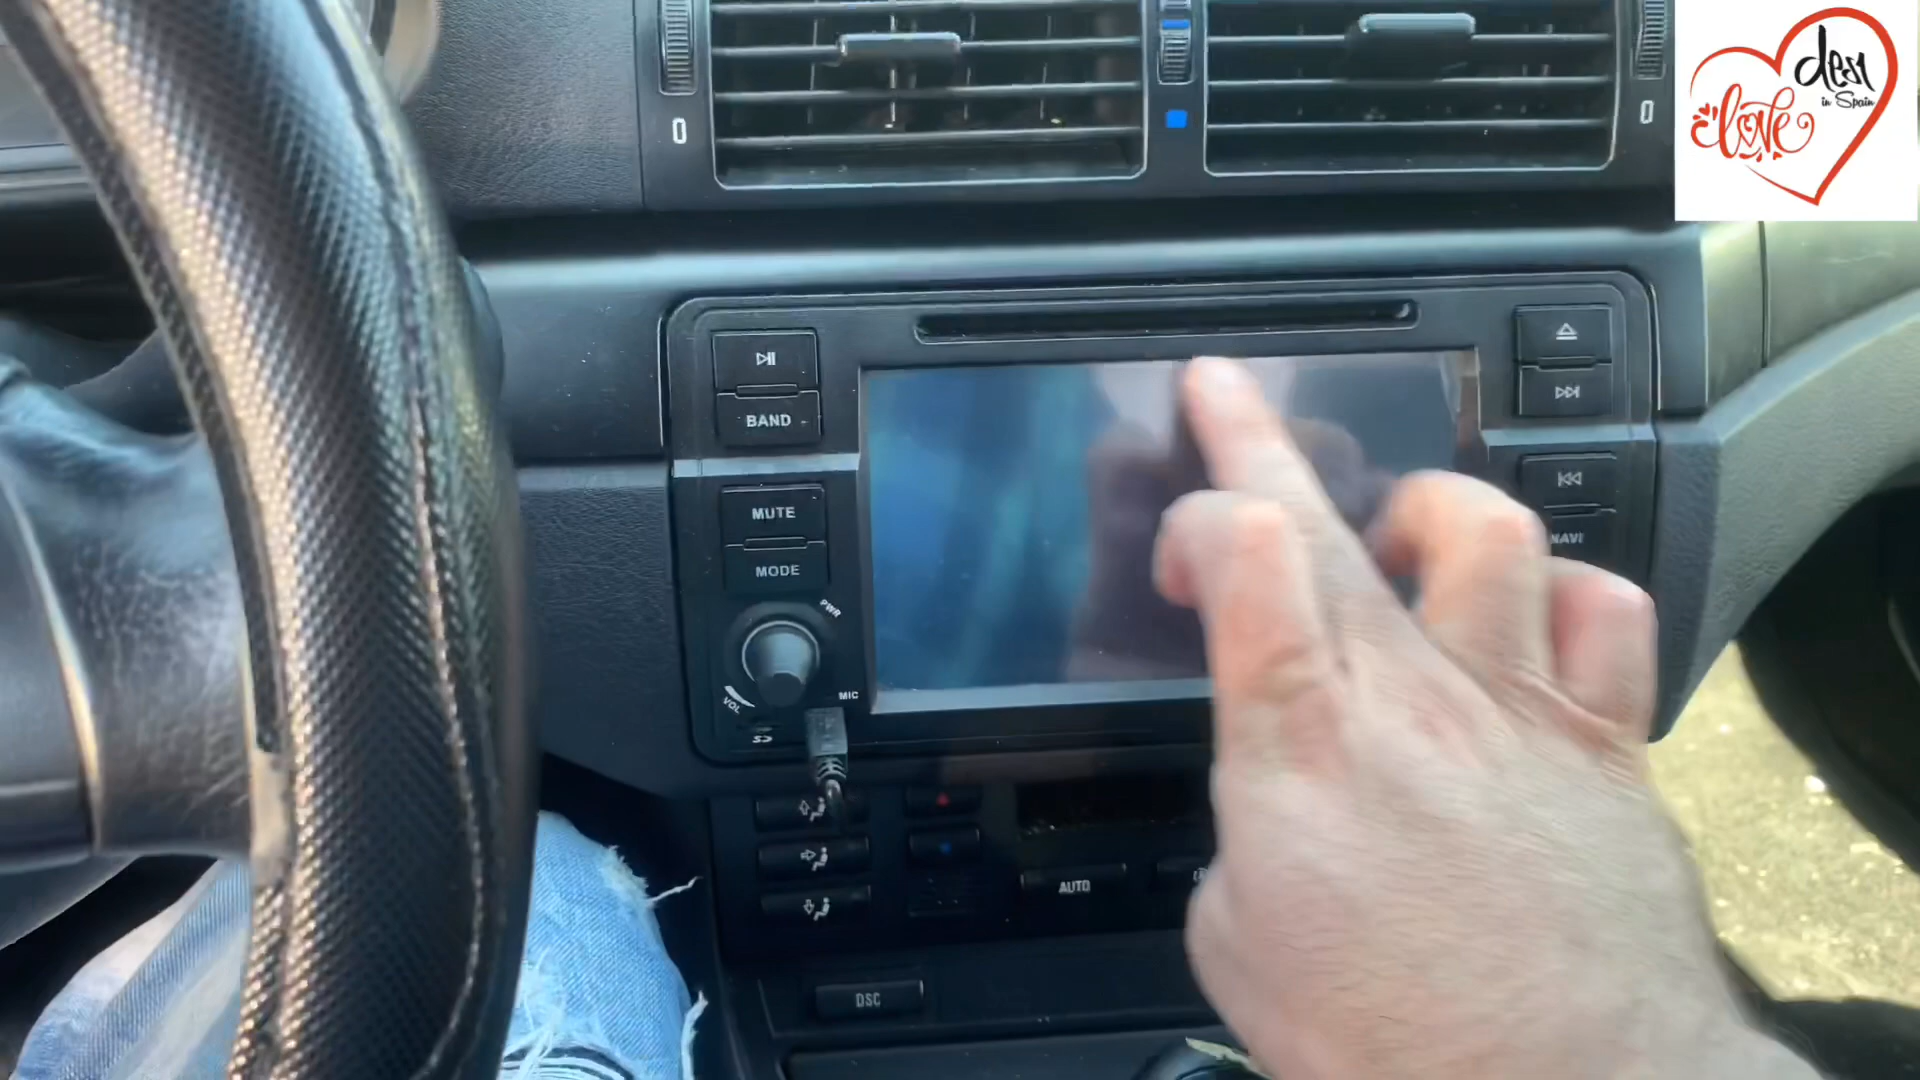 desi
in Spain
love
0
0
BAND
MUTE
MODE
PWR
VOL
MIC
NAVI
AUTO
DSC